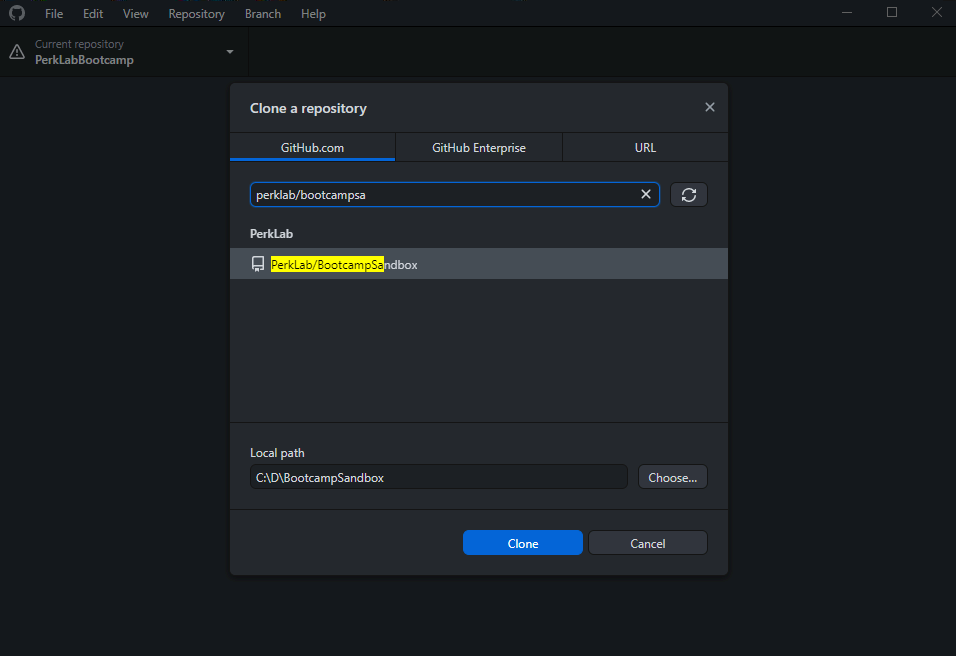 File Edit View Repository Branch Help
Current repository
PerkLabBootcamp
Clone a repository
GitHub.com GitHub Enterprise URL
perklab/bootcampsa
PerkLab
PerkLab/BootcampSandbox
Local path
C:\D\BootcampSandbox Choose...
Clone Cancel